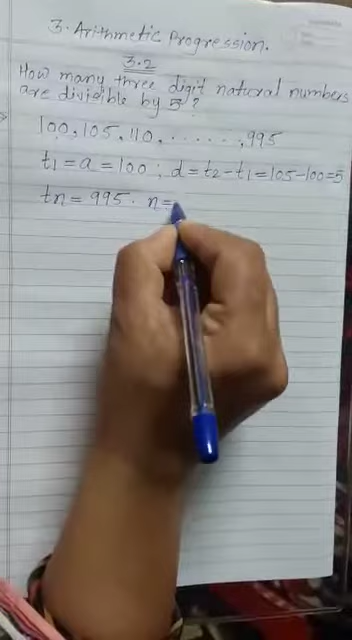 3. Arithmetic Progression.
3.2
How many three digit natural numbers
are divisible by 5?
100, 105, 110, ......, 995
t1 = a = 100 ; d = t2 - t1 = 105 - 100 = 5
tn = 995. n =